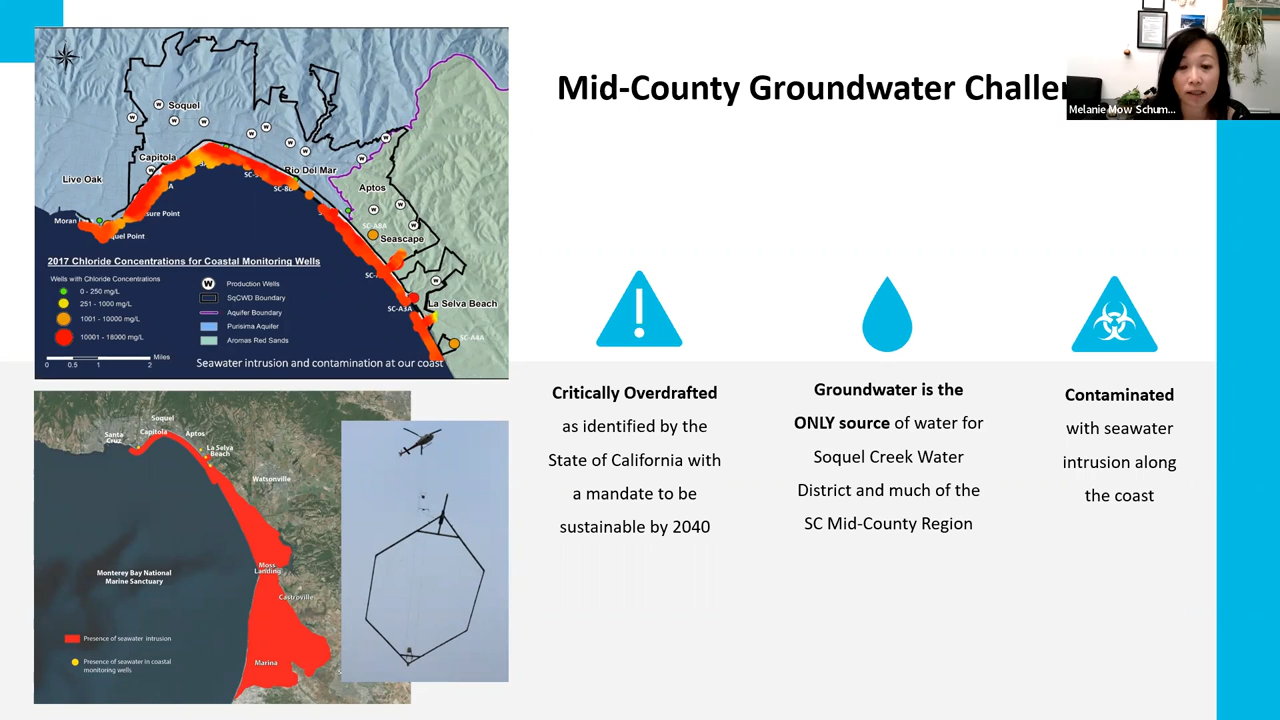 Mid-County Groundwater Challe
Melanie Mow Schum...
Soquel
Capitola
Live Oak
Rio Del Mar
Aptos
Seascape
La Selva Beach
SC-A8A
SC-A3A
SC-A4A
2017 Chloride Concentrations for Coastal Monitoring Wells
Wells with Chloride Concentrations
0 - 250 mg/L
251 - 1000 mg/L
1001 - 10000 mg/L
10001 - 18000 mg/L
W Production Wells
SqCWD Boundary
Aquifer Boundary
Purisima Aquifer
Aromas Red Sands
0 0.5 1 2 Miles
Seawater intrusion and contamination at our coast
Critically Overdrafted
as identified by the
State of California with
a mandate to be
sustainable by 2040
Groundwater is the
ONLY source of water for
Soquel Creek Water
District and much of the
SC Mid-County Region
Contaminated
with seawater
intrusion along
the coast
Soquel
Santa
Cruz
Capitola
Aptos
La Selva
Beach
Watsonville
Moss
Landing
Castroville
Marina
Monterey Bay National
Marine Sanctuary
Presence of seawater intrusion
Presence of seawater in coastal
monitoring wells